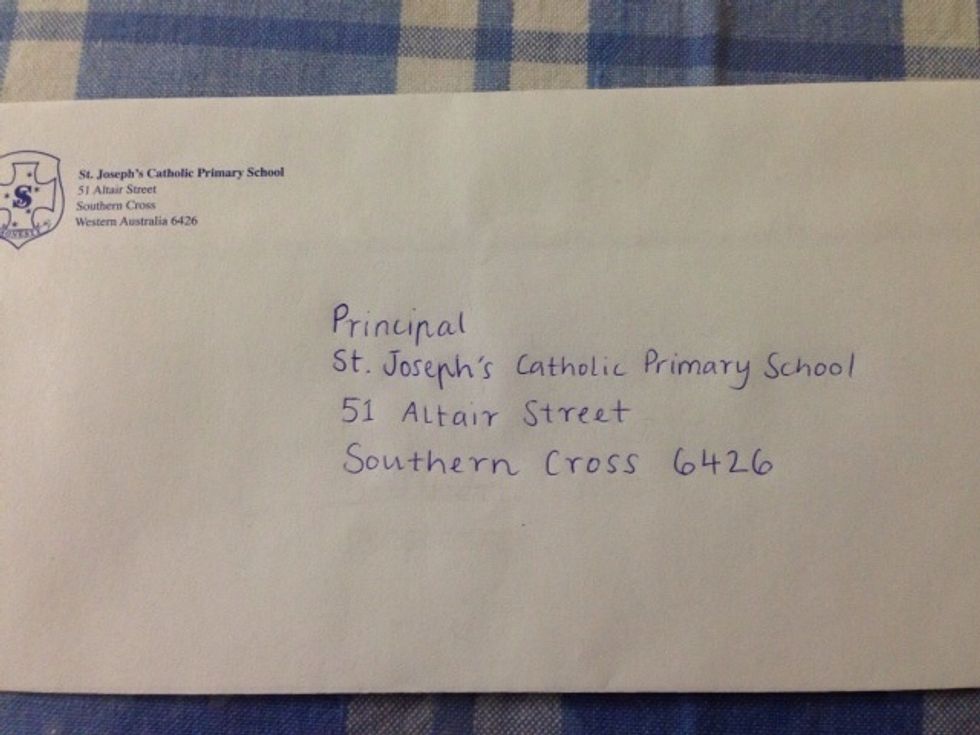 St. Joseph's Catholic Primary School
51 Altair Street
Southern Cross
Western Australia 6426
S
Principal
St. Joseph's Catholic Primary School
51 Altair Street
Southern Cross 6426